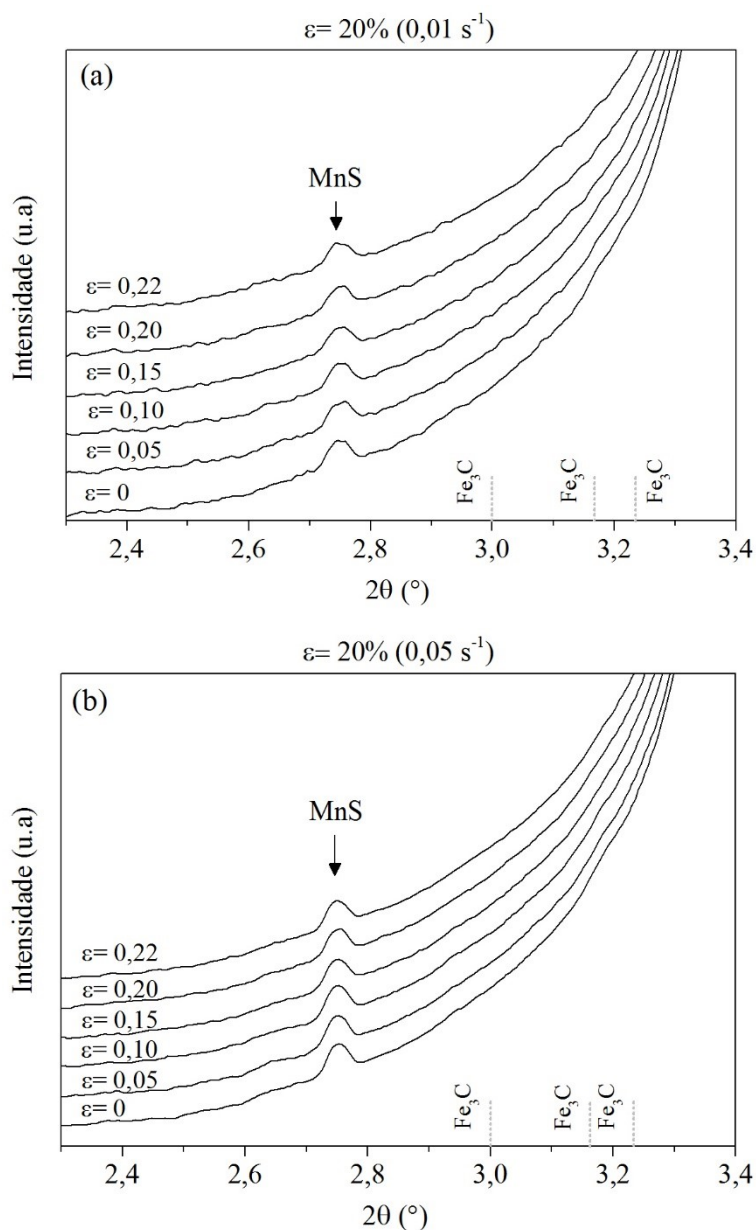 ε= 20% (0,01 s⁻¹)
(a)
MnS
Intensidade (u.a)
ε= 0,22
ε= 0,20
ε= 0,15
ε= 0,10
ε= 0,05
ε= 0
Fe₃C
Fe₃C
Fe₃C
2,4 2,6 2,8 3,0 3,2 3,4
2θ (°)
ε= 20% (0,05 s⁻¹)
(b)
MnS
Intensidade (u.a)
ε= 0,22
ε= 0,20
ε= 0,15
ε= 0,10
ε= 0,05
ε= 0
Fe₃C
Fe₃C
Fe₃C
2,4 2,6 2,8 3,0 3,2 3,4
2θ (°)